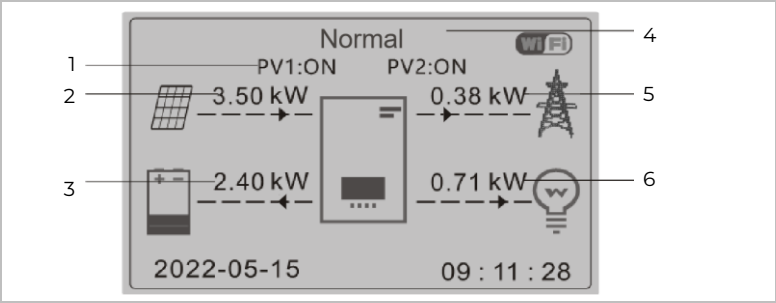 Normal
WiFi
4
1
PV1:ON
PV2:ON
2
3.50 kW
0.38 kW
5
+ -
3
2.40 kW
0.71 kW
6
2022-05-15
09 : 11 : 28